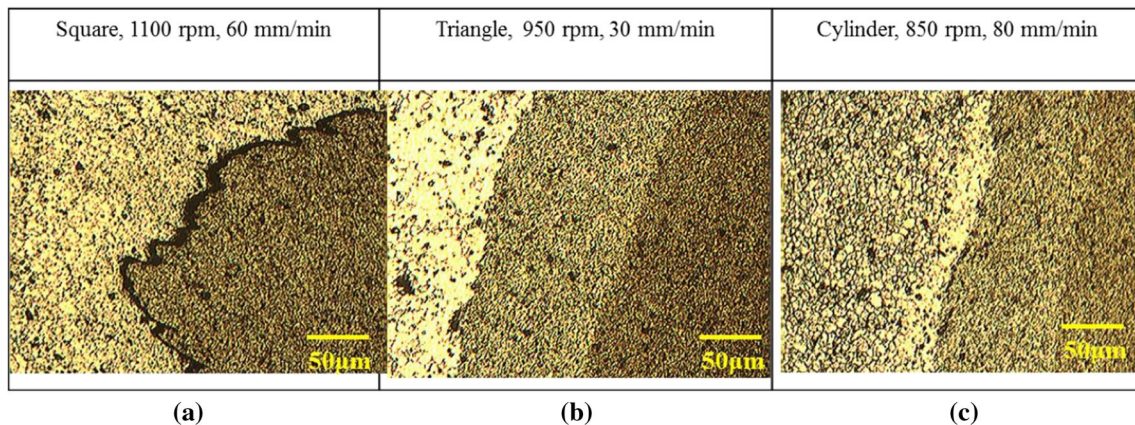 Square, 1100 rpm, 60 mm/min
Triangle, 950 rpm, 30 mm/min
Cylinder, 850 rpm, 80 mm/min
50μm
50μm
50μm
(a)
(b)
(c)